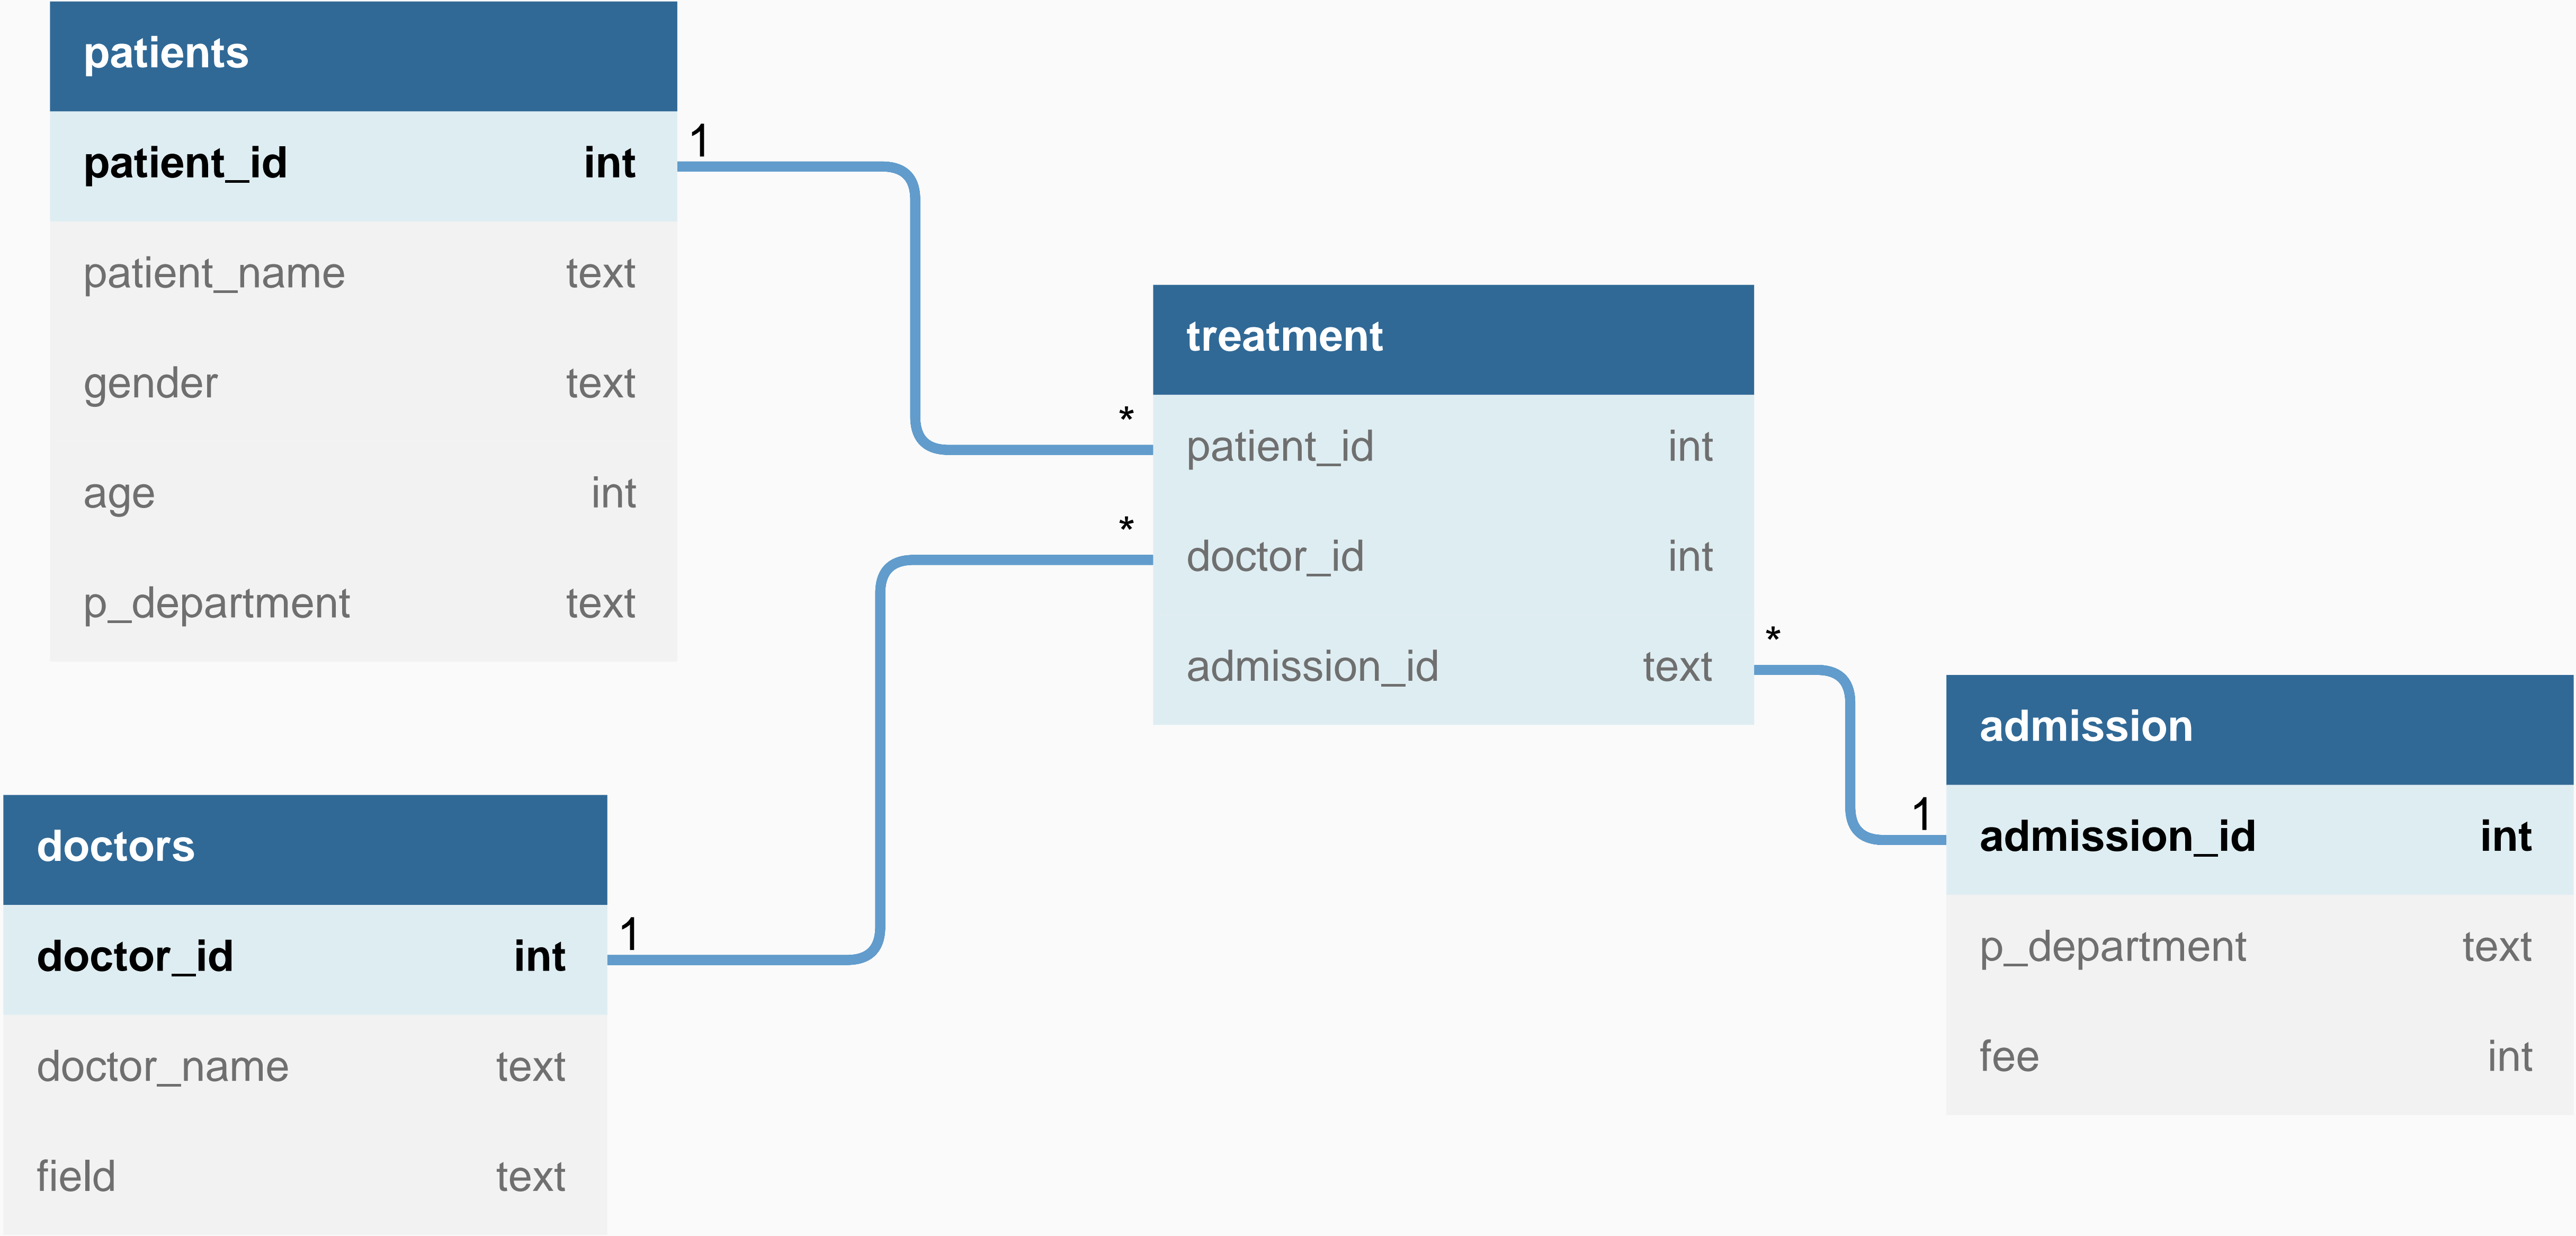 patients
patient_id int
patient_name text
gender text
age int
p_department text
1
*
treatment
patient_id int
doctor_id int
admission_id text
*
*
1
doctors
doctor_id int
doctor_name text
field text
1
admission
admission_id int
p_department text
fee int